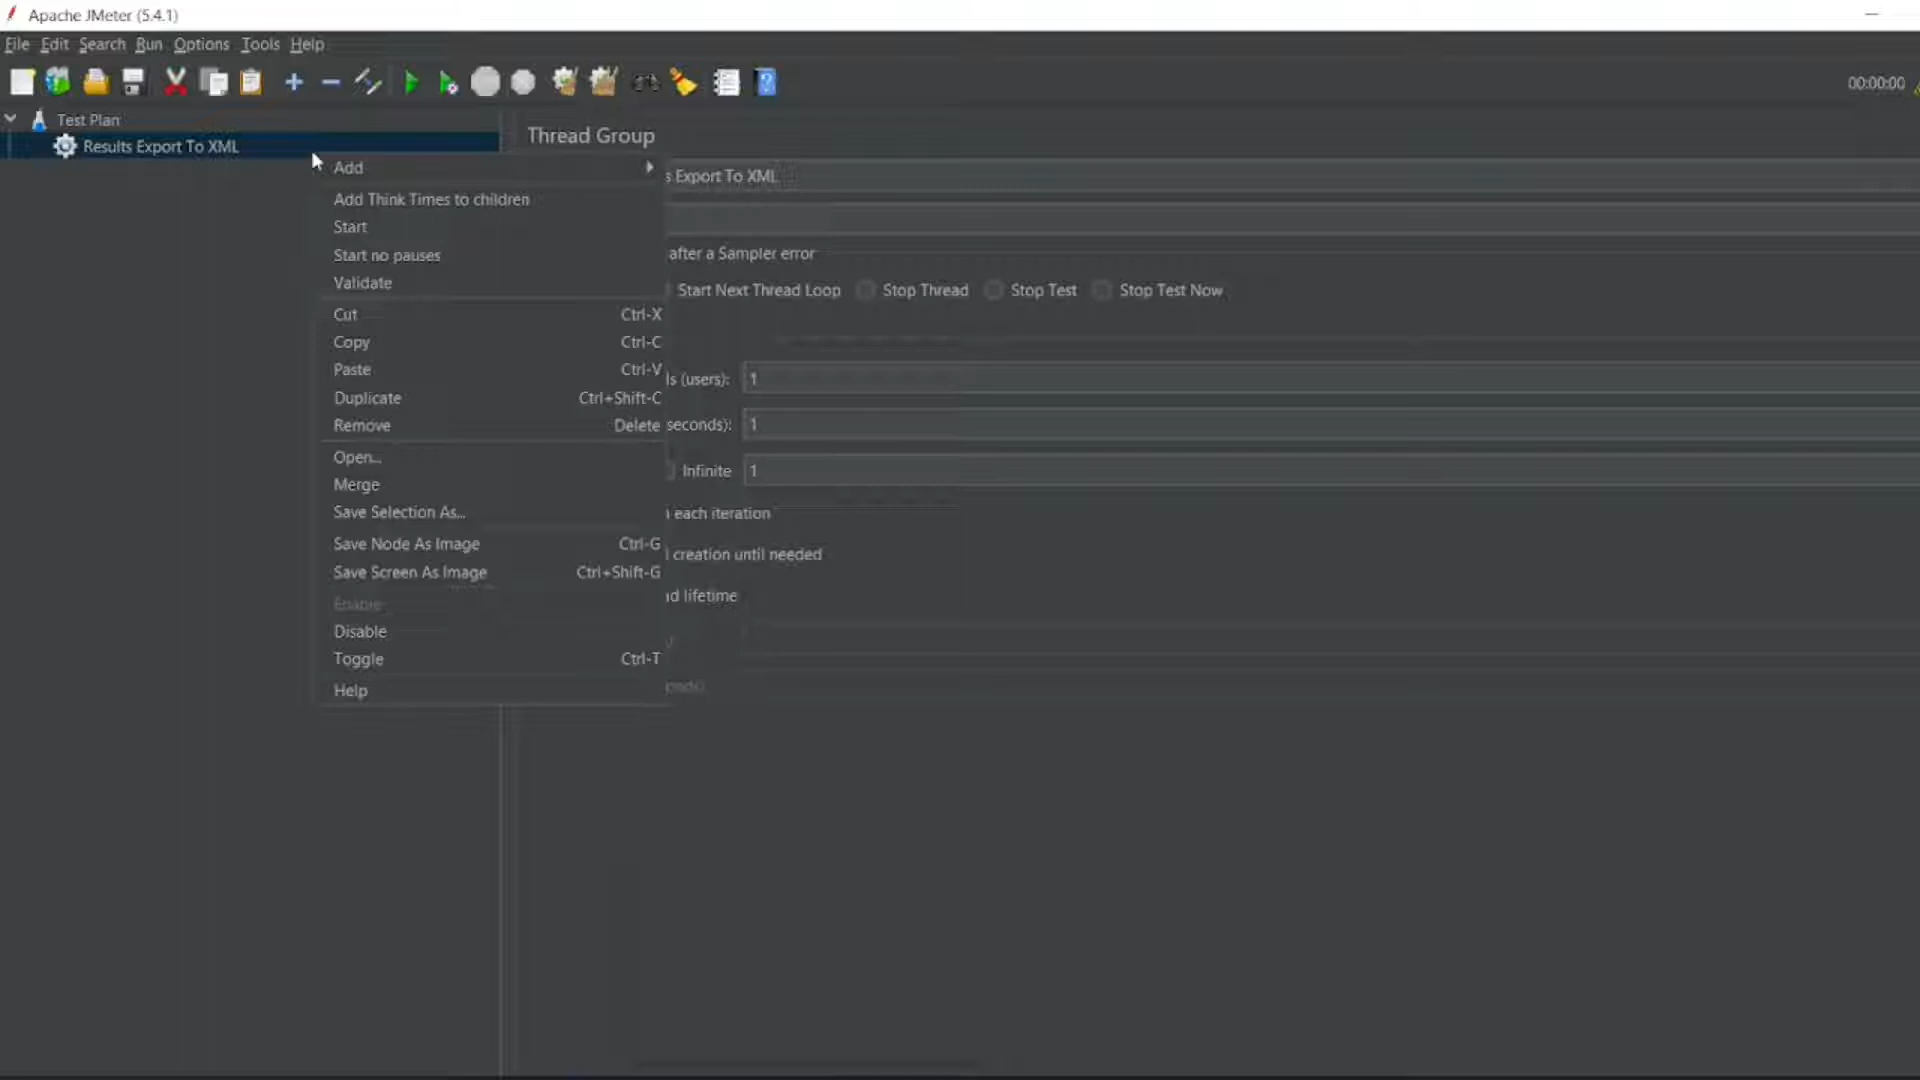 Apache JMeter (5.4.1)
File Edit Search Run Options Tools Help
00:00:00
Test Plan
Results Export To XML
Thread Group
Add
s Export To XML
Add Think Times to children
Start
after a Sampler error
Start no pauses
Validate
Start Next Thread Loop Stop Thread Stop Test Stop Test Now
Cut Ctrl-X
Copy Ctrl-C
Paste Ctrl-V
ls (users): 1
Duplicate Ctrl+Shift-C
Remove Delete
seconds): 1
Open...
Infinite 1
Merge
Save Selection As...
each iteration
Save Node As Image Ctrl-G
creation until needed
Save Screen As Image Ctrl+Shift-G
ad lifetime
Enable
Disable
Toggle Ctrl-T
Help